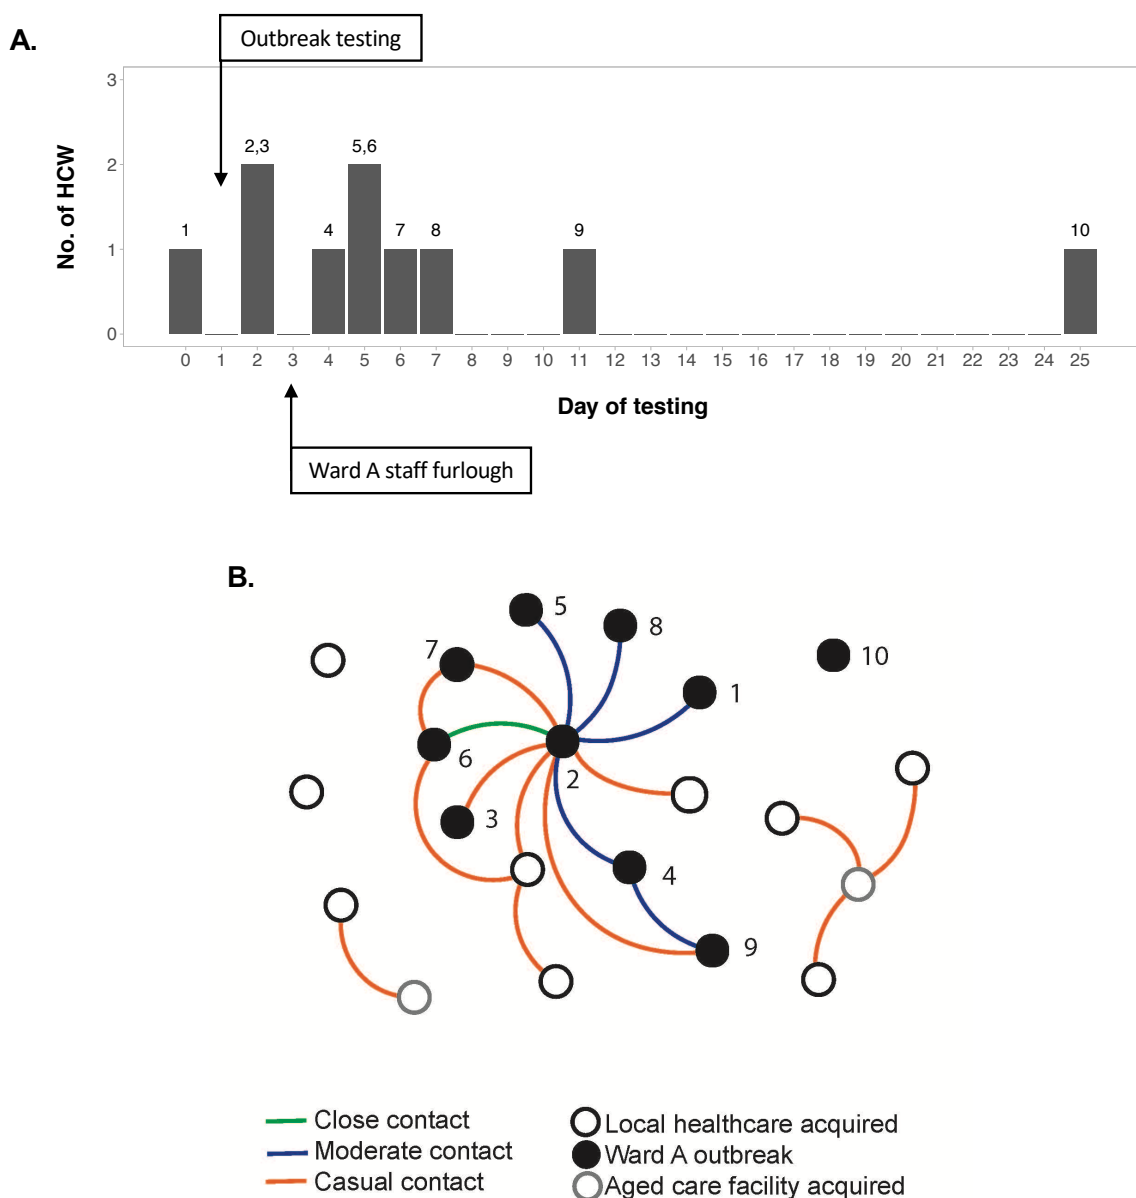 A.
Outbreak testing
3
2
1
0
No. of HCW
1
2,3
4
5,6
7
8
9
10
0 1 2 3 4 5 6 7 8 9 10 11 12 13 14 15 16 17 18 19 20 21 22 23 24 25
Day of testing
Ward A staff furlough
B.
5
8
7
10
1
6
2
3
4
9
Close contact
Moderate contact
Casual contact
Local healthcare acquired
Ward A outbreak
Aged care facility acquired